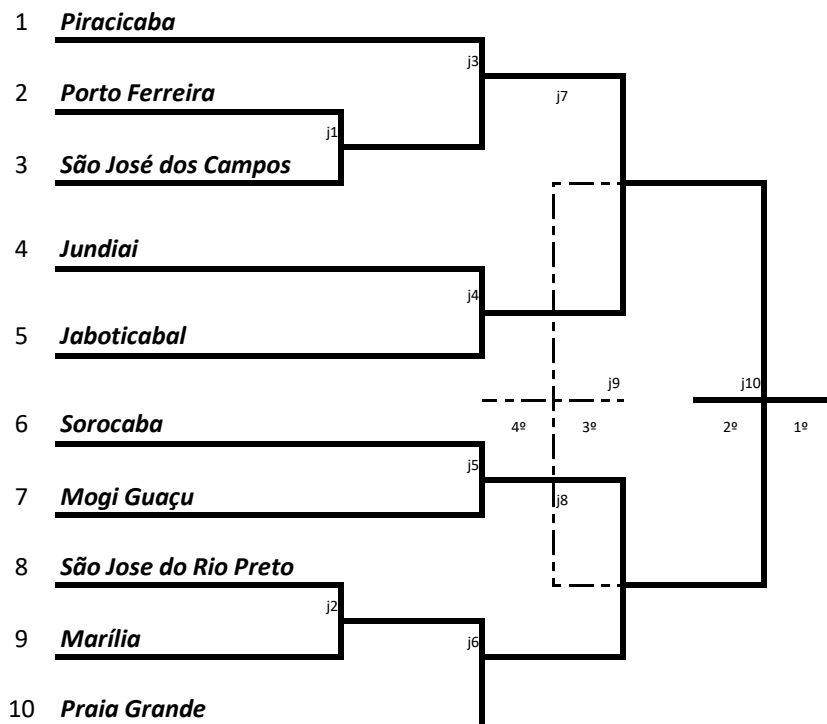 1 Piracicaba
j3
2 Porto Ferreira
j7
j1
3 São José dos Campos
4 Jundiai
j4
5 Jaboticabal
j9 j10
6 Sorocaba
4º 3º 2º 1º
j5
7 Mogi Guaçu
j8
8 São Jose do Rio Preto
j2
9 Marília
j6
10 Praia Grande